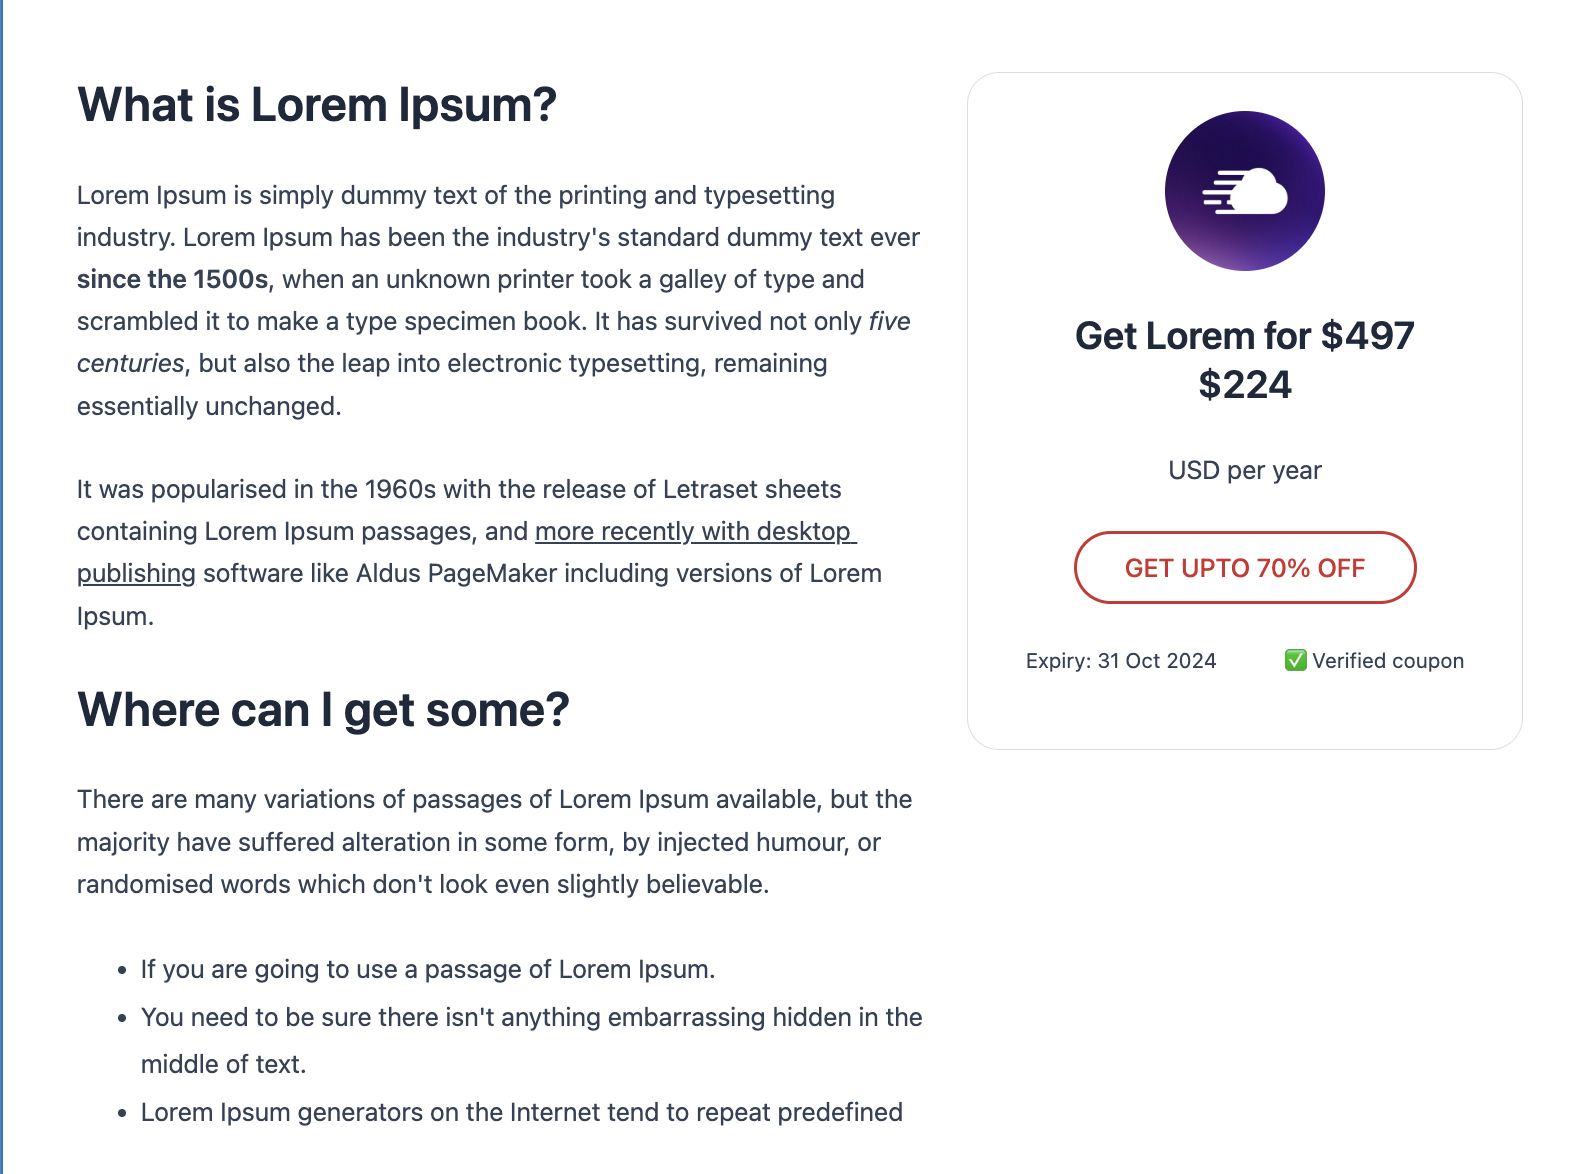 What is Lorem Ipsum?
Lorem Ipsum is simply dummy text of the printing and typesetting
industry. Lorem Ipsum has been the industry's standard dummy text ever
since the 1500s, when an unknown printer took a galley of type and
scrambled it to make a type specimen book. It has survived not only five
centuries, but also the leap into electronic typesetting, remaining
essentially unchanged.
It was popularised in the 1960s with the release of Letraset sheets
containing Lorem Ipsum passages, and more recently with desktop
publishing software like Aldus PageMaker including versions of Lorem
Ipsum.
Where can I get some?
There are many variations of passages of Lorem Ipsum available, but the
majority have suffered alteration in some form, by injected humour, or
randomised words which don't look even slightly believable.
• If you are going to use a passage of Lorem Ipsum.
• You need to be sure there isn't anything embarrassing hidden in the
middle of text.
• Lorem Ipsum generators on the Internet tend to repeat predefined
Get Lorem for $497
$224
USD per year
GET UPTO 70% OFF
Expiry: 31 Oct 2024
✅ Verified coupon